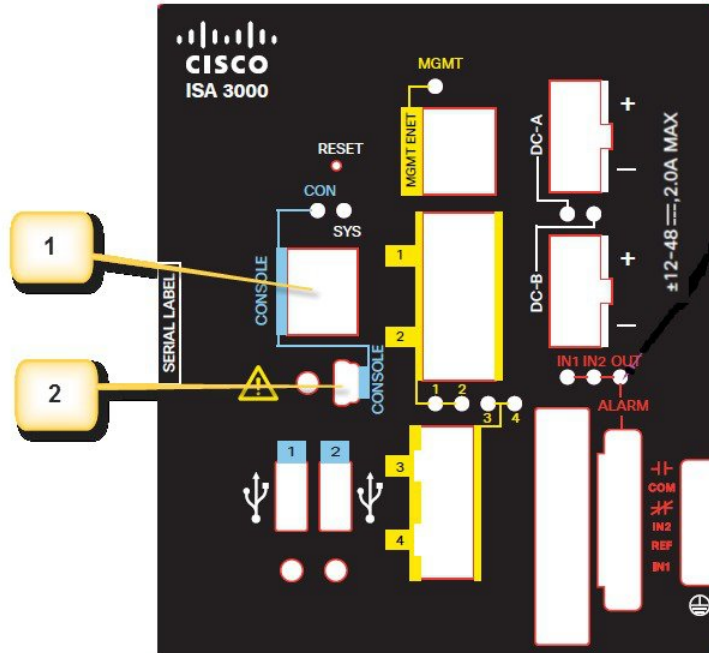 CISCO
ISA 3000
MGMT
MGMT ENET
RESET
CON
SYS
CONSOLE
SERIAL LABEL
1
2
DC-A
+
−
DC-B
+
−
±12-48⎓,2.0A MAX
1
2
CONSOLE
1 2
3 4
IN1 IN2 OUT
ALARM
1 2
3
4
COM
IN2
REF
IN1